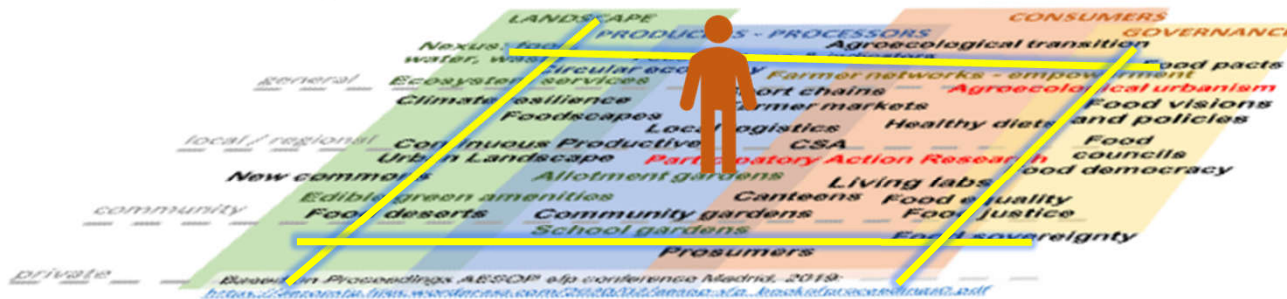 LANDSCAPE
CONSUMERS
PRODUCERS - PROCESSORS
GOVERNANCE
Agroecological transition
Nexus: food
water,
Food pacts
general
Circular economy
Ecosystem services
Farmer networks - empowerment
short chains
Agroecological urbanism
Climate resilience
Farmer markets
Food visions
and policies
Foodscapes
Local logistics
Healthy diets
local / regional
Continuous Productive
Urban Landscape
CSA
Food
councils
Participatory Action Research
Food democracy
New commons
Allotment gardens
Living labs
Edible green amenities
Canteens
Food equality
community
Food deserts
Community gardens
Food justice
School gardens
Food sovereignty
Prosumers
private
Based on Proceedings AESOP sfp conference Madrid, 2019: